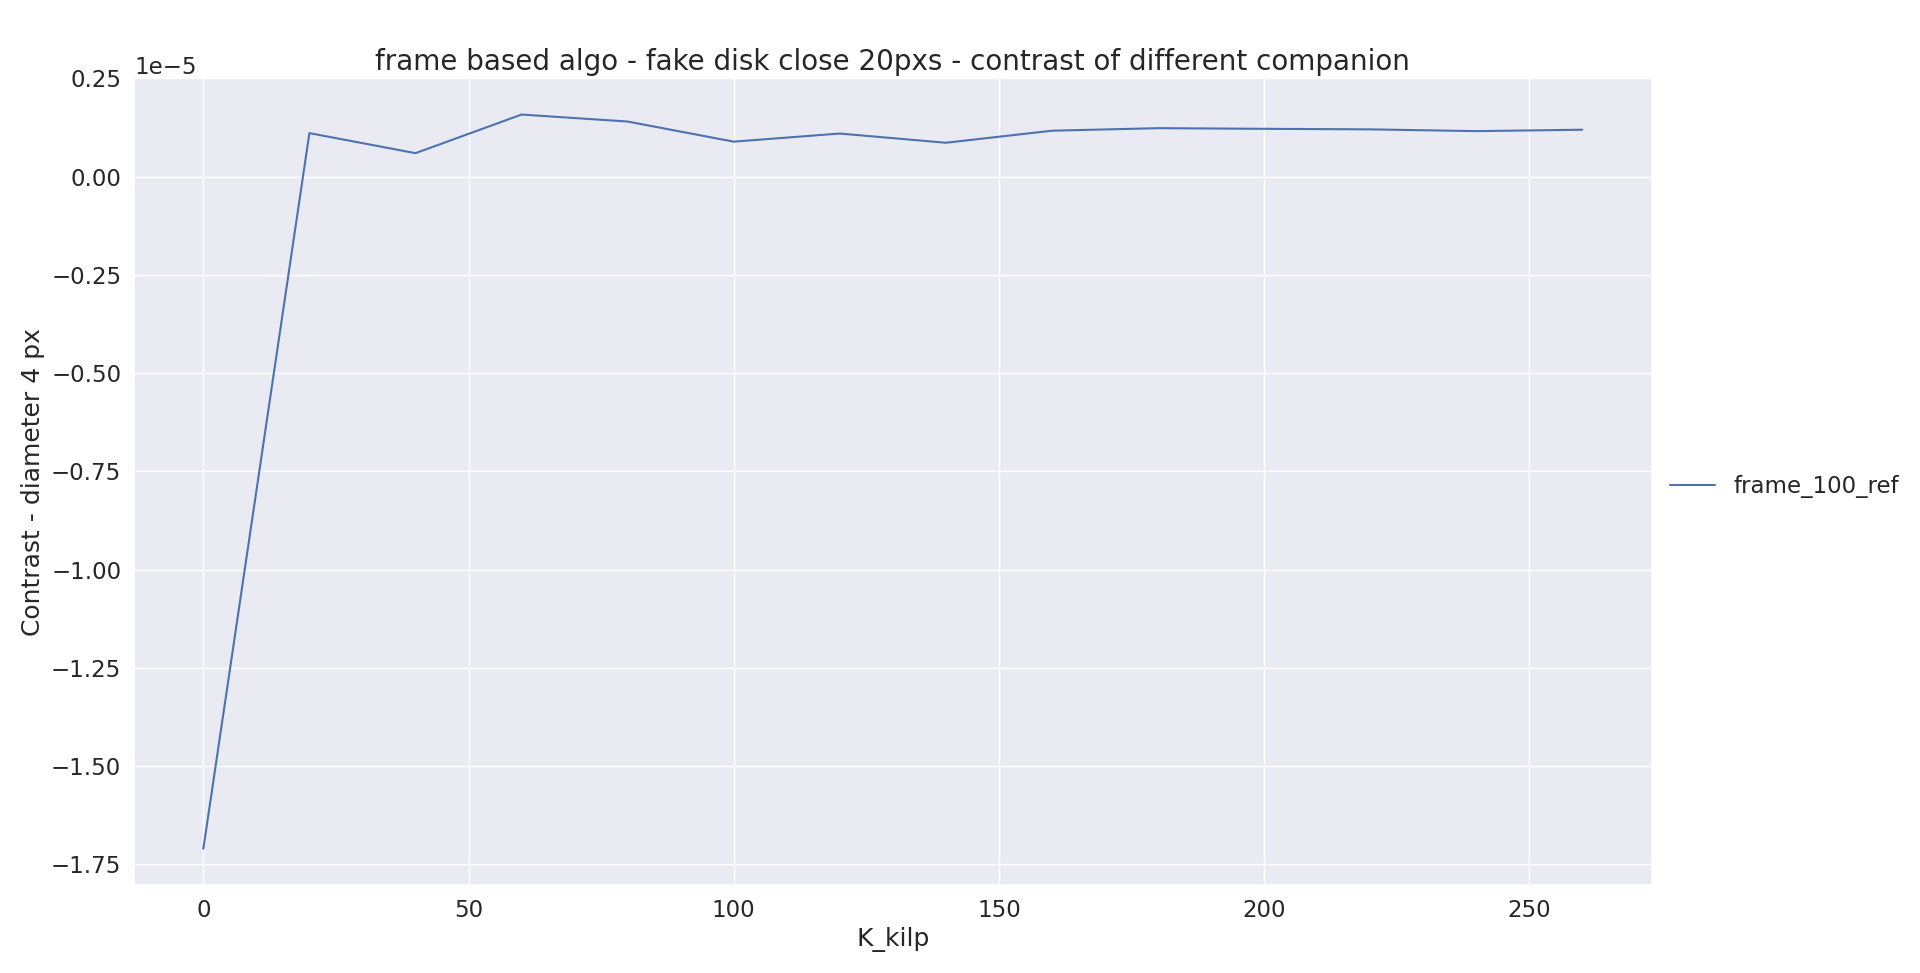 frame based algo - fake disk close 20pxs - contrast of different companion
1e−5
0.25
0.00
−0.25
−0.50
−0.75
−1.00
−1.25
−1.50
−1.75
Contrast - diameter 4 px
0 50 100 150 200 250
K_kilp
frame_100_ref